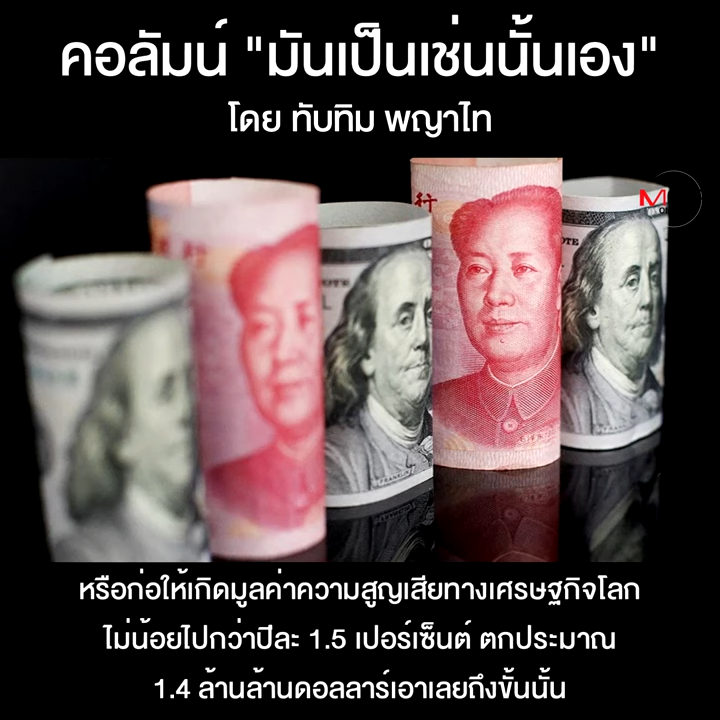 คอลัมน์ "มันเป็นเช่นนั้นเอง"
โดย ทับทิม พญาไท
行
OTE
FRANKLIN
หรือก่อให้เกิดมูลค่าความสูญเสียทางเศรษฐกิจโลก
ไม่น้อยไปกว่าปีละ 1.5 เปอร์เซ็นต์ ตกประมาณ
1.4 ล้านล้านดอลลาร์เอาเลยถึงขั้นนั้น